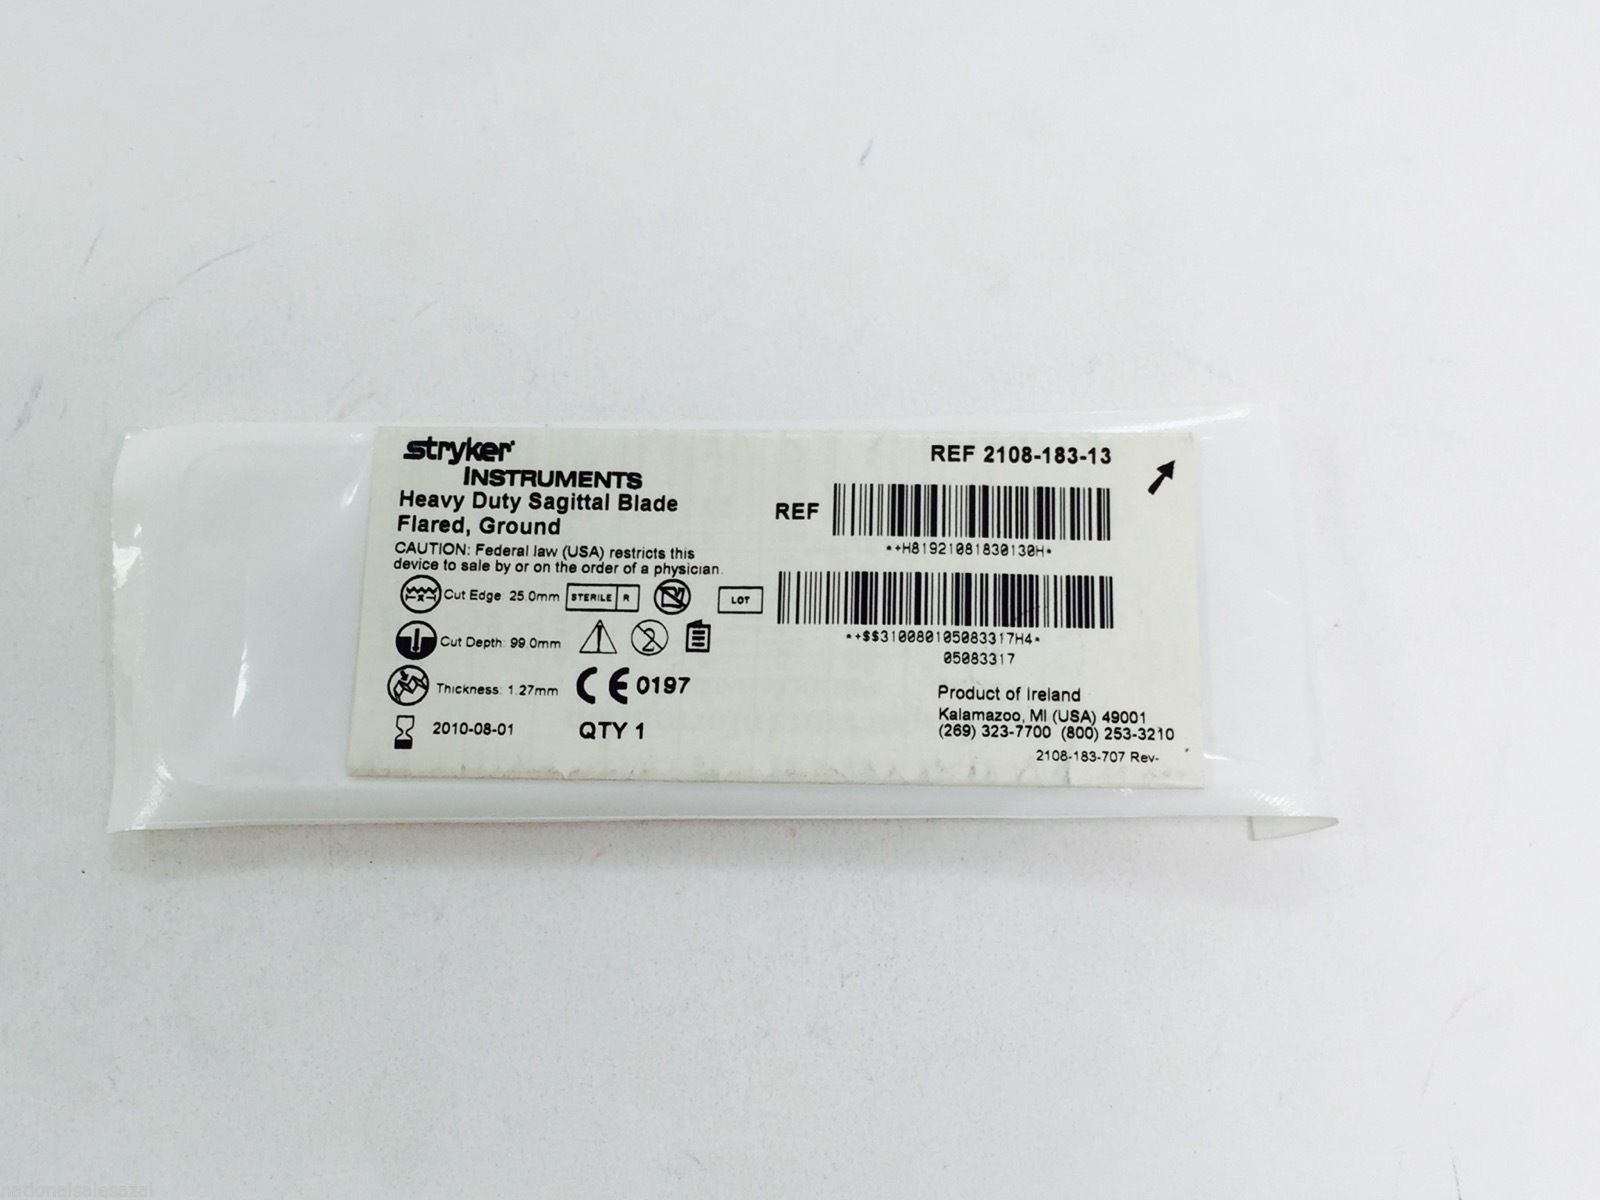 stryker
INSTRUMENTS
Heavy Duty Sagittal Blade
Flared, Ground
CAUTION: Federal law (USA) restricts this
device to sale by or on the order of a physician.
Cut Edge 25.0mm STERILE R
Cut Depth: 99.0mm
2
Thickness: 1.27mm CE 0197
2010-08-01 QTY 1
REF 2108-183-13
REF
*+H81921081830130H*
LOT
*+$$310080105083317H4*
05083317
Product of Ireland
Kalamazoo, MI (USA) 49001
(269) 323-7700 (800) 253-3210
2108-183-707 Rev-